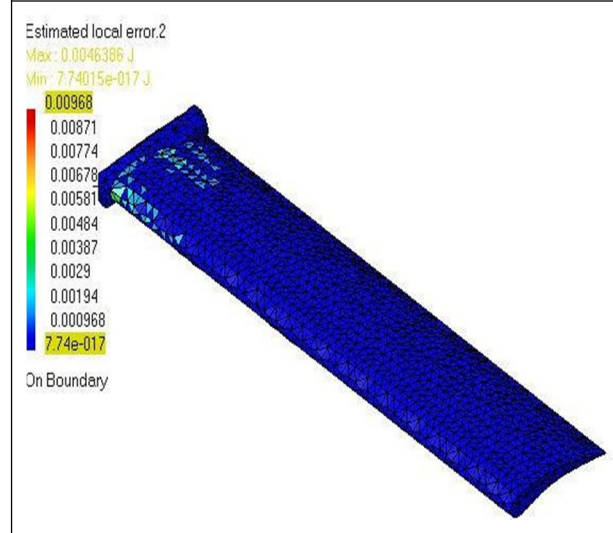 Estimated local error.2
Max : 0.0046386 J
Min : 7.74015e-017 J
0.00968
0.00871
0.00774
0.00678
0.00581
0.00484
0.00387
0.0029
0.00194
0.000968
7.74e-017
On Boundary